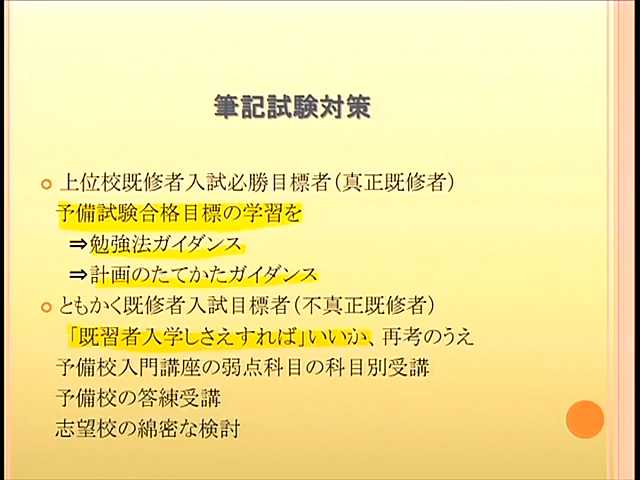 筆記試験対策
上位校既修者入試必勝目標者(真正既修者)
予備試験合格目標の学習を
⇒勉強法ガイダンス
⇒計画のたてかたガイダンス
ともかく既修者入試目標者(不真正既修者)
「既習者入学しさえすれば」いいか、再考のうえ
予備校入門講座の弱点科目の科目別受講
予備校の答練受講
志望校の綿密な検討